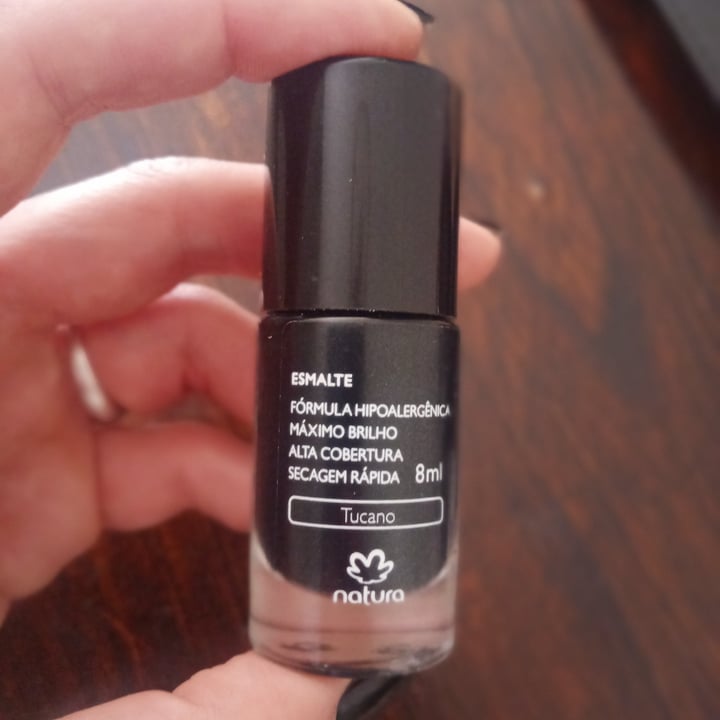 ESMALTE
FÓRMULA HIPOALERGÊNICA
MÁXIMO BRILHO
ALTA COBERTURA
SECAGEM RÁPIDA 8ml
Tucano
natura